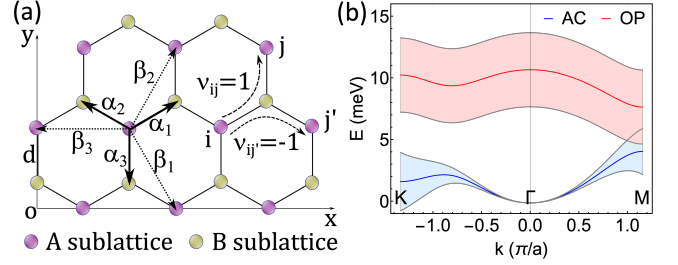 (a)
y
j
β₂
νᵢⱼ=1
α₂
α₁
i
j'
β₃
d
α₃
β₁
νᵢⱼ'=-1
o
x
A sublattice
B sublattice
(b)
AC
OP
15
10
5
0
E (meV)
K
Γ
M
-1.0
-0.5
0.0
0.5
1.0
k (π/a)